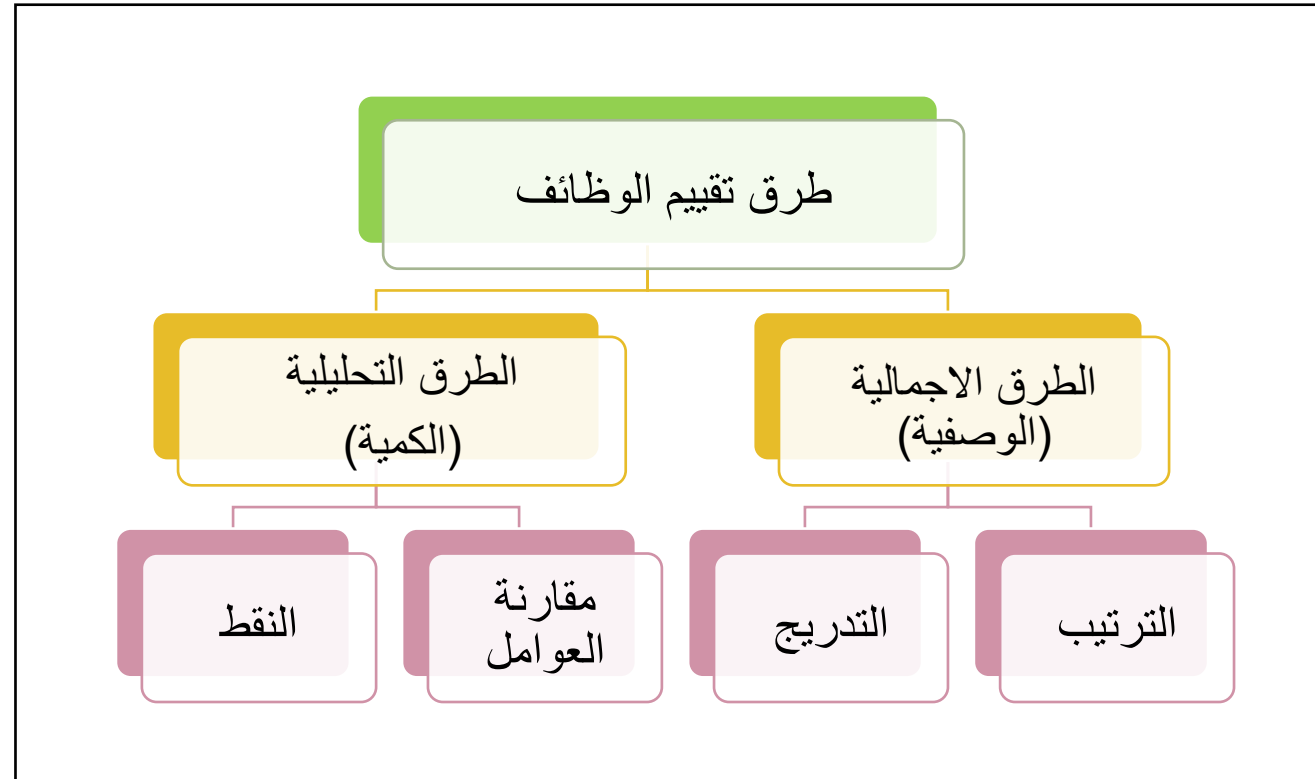 طرق تقييم الوظائف
الطرق الاجمالية
(الوصفية)
الطرق التحليلية
(الكمية)
الترتيب
التدريج
مقارنة
العوامل
النقط